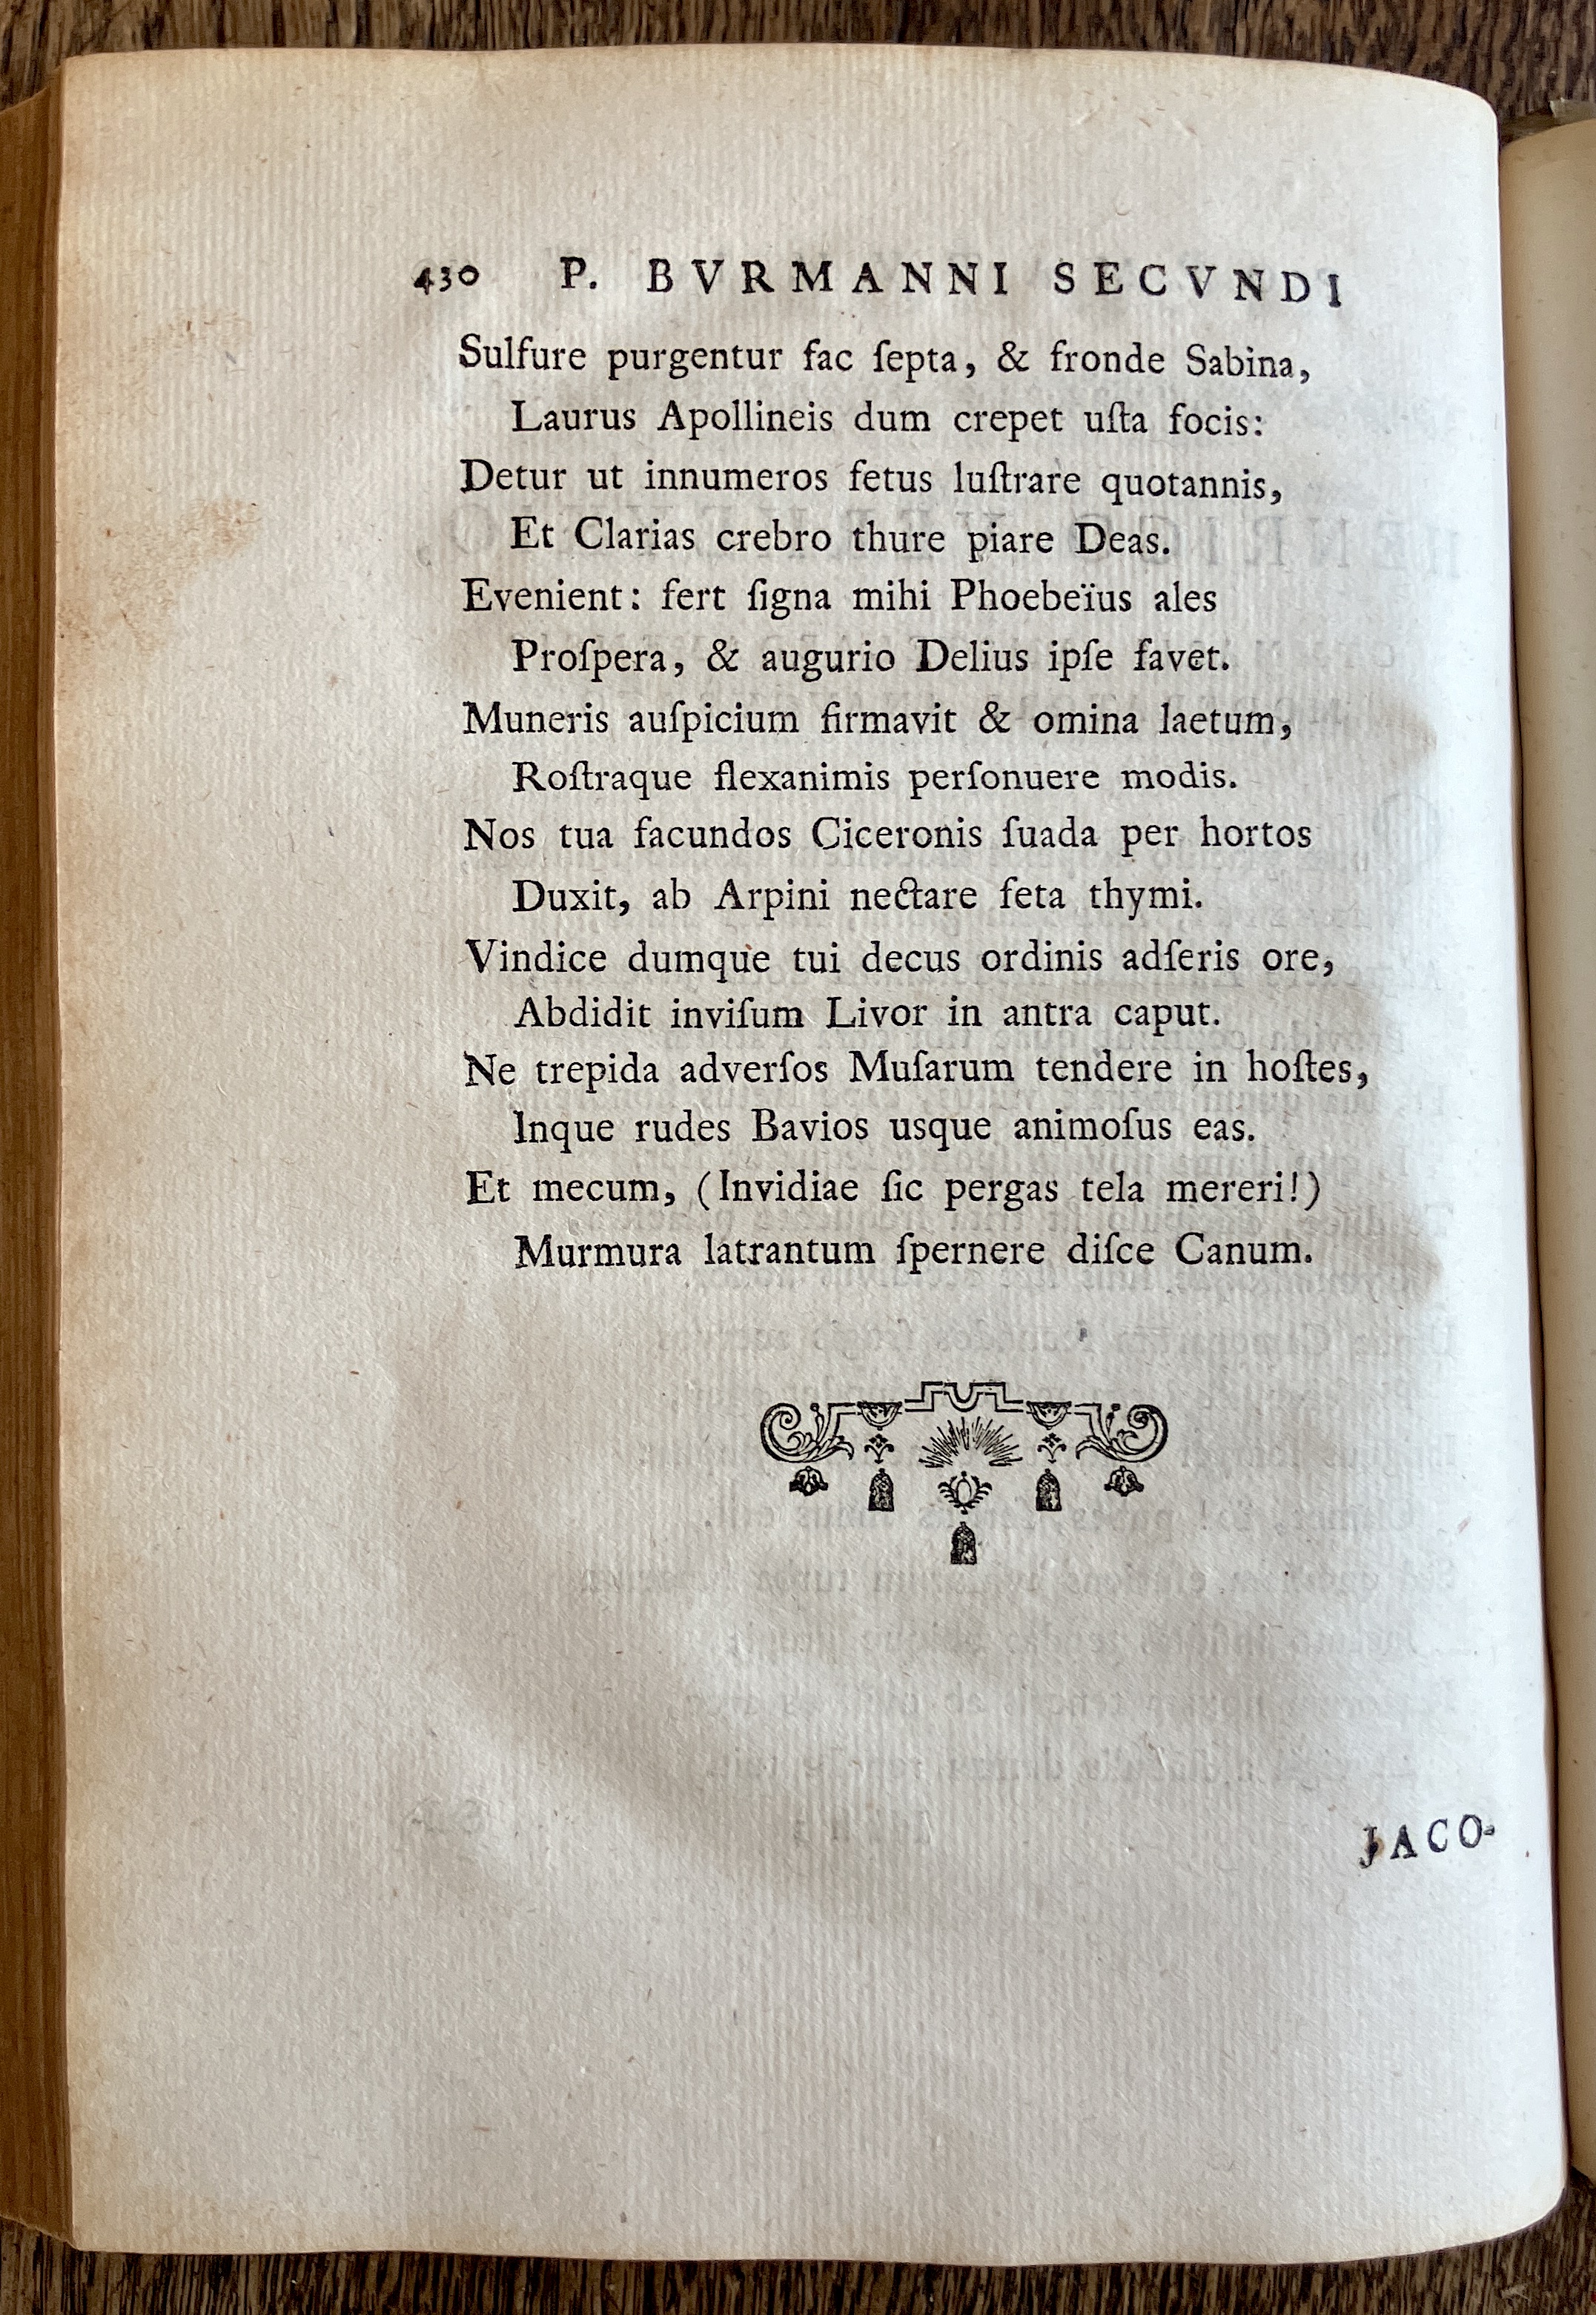 430 P. BVRMANNI SECVNDI
Sulfure purgentur fac ſepta, & fronde Sabina,
Laurus Apollineis dum crepet uſta focis:
Detur ut innumeros fetus luſtrare quotannis,
Et Clarias crebro thure piare Deas.
Evenient: fert ſigna mihi Phoebeïus ales
Proſpera, & augurio Delius ipſe favet.
Muneris auſpicium firmavit & omina laetum,
Roſtraque flexanimis perſonuere modis.
Nos tua facundos Ciceronis ſuada per hortos
Duxit, ab Arpini nectare feta thymi.
Vindice dumque tui decus ordinis adſeris ore,
Abdidit inviſum Livor in antra caput.
Ne trepida adverſos Muſarum tendere in hoſtes,
Inque rudes Bavios usque animoſus eas.
Et mecum, (Invidiae ſic pergas tela mereri!)
Murmura latrantum ſpernere diſce Canum.
JACO-